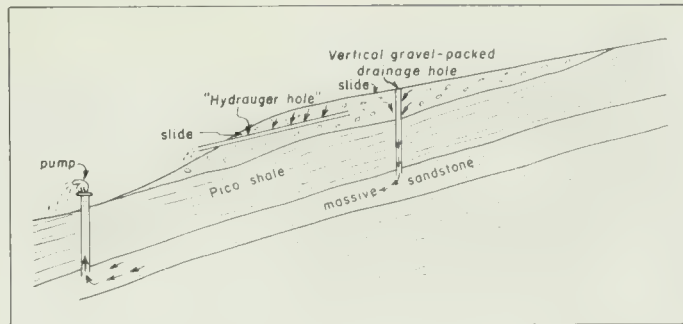 Vertical gravel-packed
drainage hole
slide
"Hydrauger hole"
slide
pump
Pico shale
massive sandstone